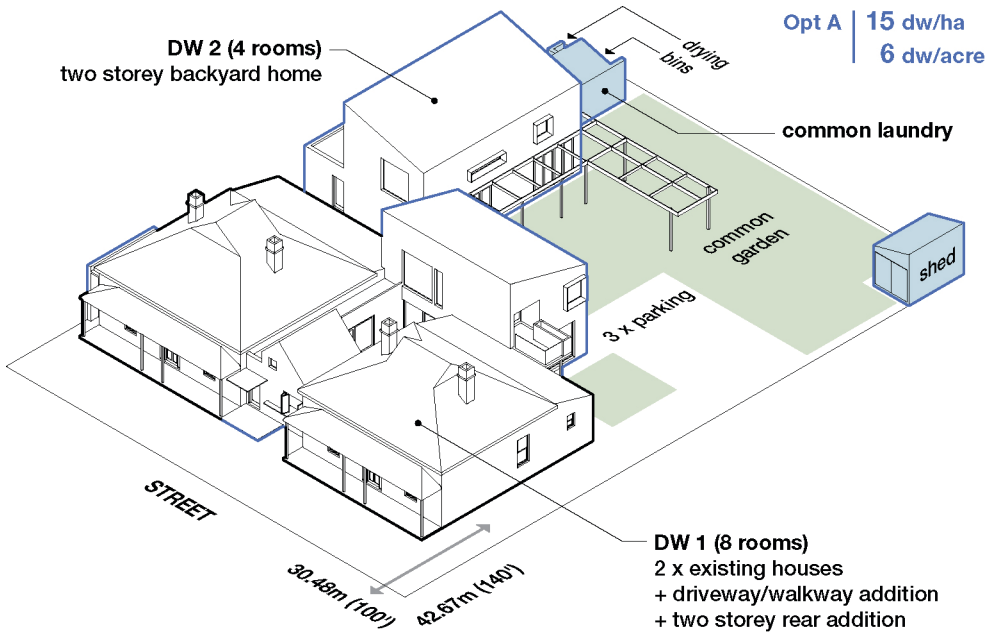 Opt A
15 dw/ha
6 dw/acre
DW 2 (4 rooms)
two storey backyard home
drying
bins
common laundry
common
garden
shed
3 x parking
STREET
30.48m (100')
42.67m (140')
DW 1 (8 rooms)
2 x existing houses
+ driveway/walkway addition
+ two storey rear addition